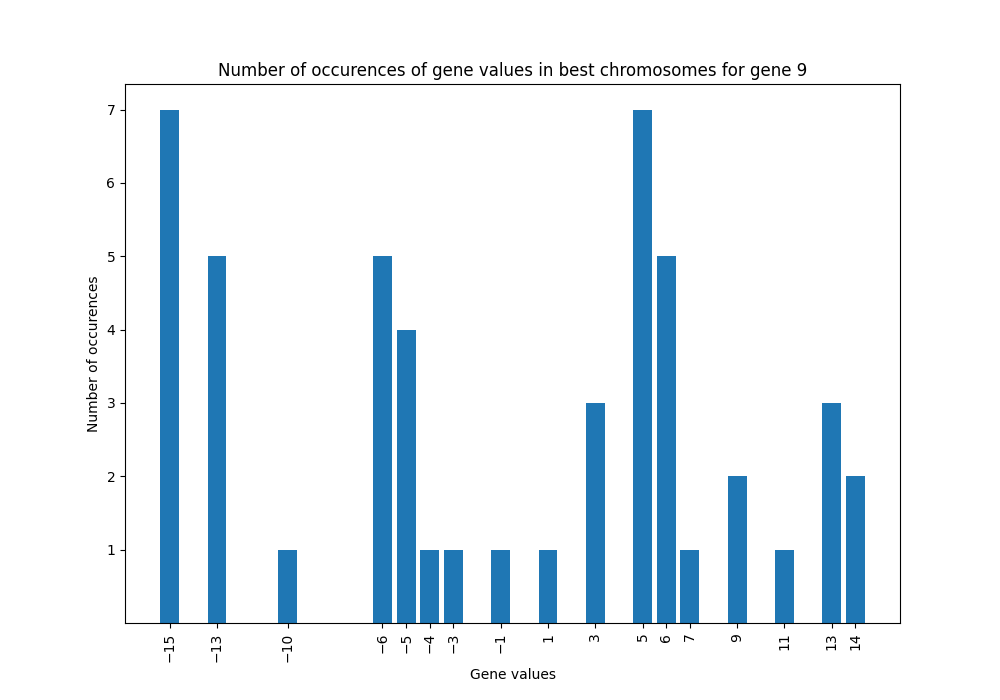 Number of occurences of gene values in best chromosomes for gene 9
7
6
5
4
3
2
1
Number of occurences
−15 −13 −10 −6 −5 −4 −3 −1 1 3 5 6 7 9 11 13 14
Gene values